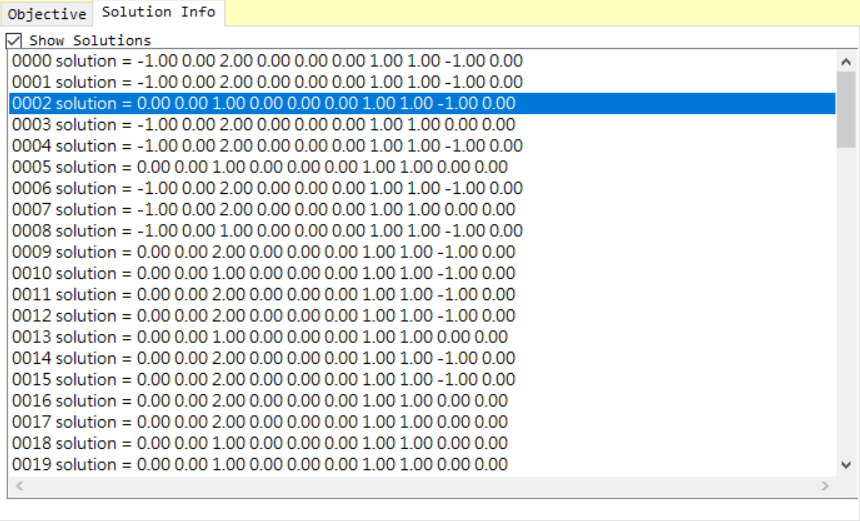 Objective Solution Info
Show Solutions
0000 solution = -1.00 0.00 2.00 0.00 0.00 0.00 1.00 1.00 -1.00 0.00
0001 solution = -1.00 0.00 2.00 0.00 0.00 0.00 1.00 1.00 -1.00 0.00
0002 solution = 0.00 0.00 1.00 0.00 0.00 0.00 1.00 1.00 -1.00 0.00
0003 solution = -1.00 0.00 2.00 0.00 0.00 0.00 1.00 1.00 0.00 0.00
0004 solution = -1.00 0.00 2.00 0.00 0.00 0.00 1.00 1.00 -1.00 0.00
0005 solution = 0.00 0.00 1.00 0.00 0.00 0.00 1.00 1.00 0.00 0.00
0006 solution = -1.00 0.00 2.00 0.00 0.00 0.00 1.00 1.00 -1.00 0.00
0007 solution = -1.00 0.00 2.00 0.00 0.00 0.00 1.00 1.00 0.00 0.00
0008 solution = -1.00 0.00 1.00 0.00 0.00 0.00 1.00 1.00 -1.00 0.00
0009 solution = 0.00 0.00 2.00 0.00 0.00 0.00 1.00 1.00 -1.00 0.00
0010 solution = 0.00 0.00 1.00 0.00 0.00 0.00 1.00 1.00 -1.00 0.00
0011 solution = 0.00 0.00 2.00 0.00 0.00 0.00 1.00 1.00 -1.00 0.00
0012 solution = 0.00 0.00 2.00 0.00 0.00 0.00 1.00 1.00 -1.00 0.00
0013 solution = 0.00 0.00 1.00 0.00 0.00 0.00 1.00 1.00 0.00 0.00
0014 solution = 0.00 0.00 2.00 0.00 0.00 0.00 1.00 1.00 -1.00 0.00
0015 solution = 0.00 0.00 2.00 0.00 0.00 0.00 1.00 1.00 -1.00 0.00
0016 solution = 0.00 0.00 2.00 0.00 0.00 0.00 1.00 1.00 0.00 0.00
0017 solution = 0.00 0.00 2.00 0.00 0.00 0.00 1.00 1.00 0.00 0.00
0018 solution = 0.00 0.00 1.00 0.00 0.00 0.00 1.00 1.00 0.00 0.00
0019 solution = 0.00 0.00 1.00 0.00 0.00 0.00 1.00 1.00 0.00 0.00